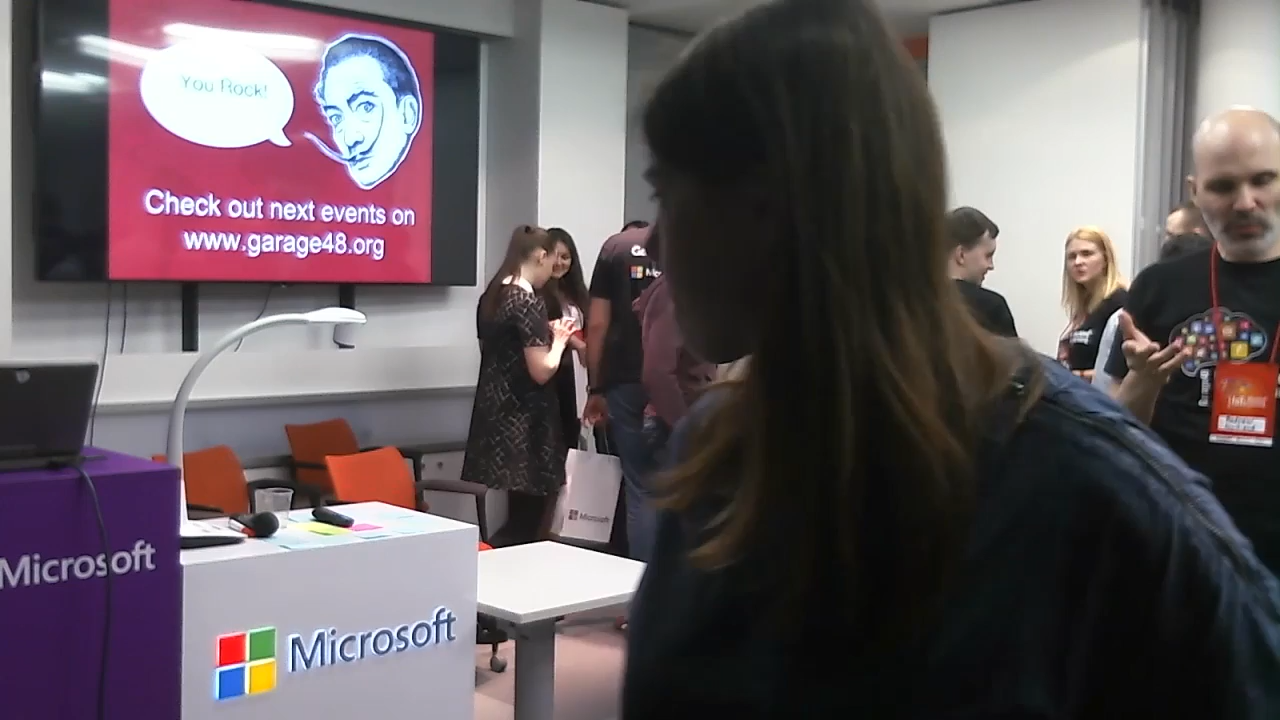 You Rock!
Check out next events on
www.garage48.org
Microsoft
Microsoft
Microsoft